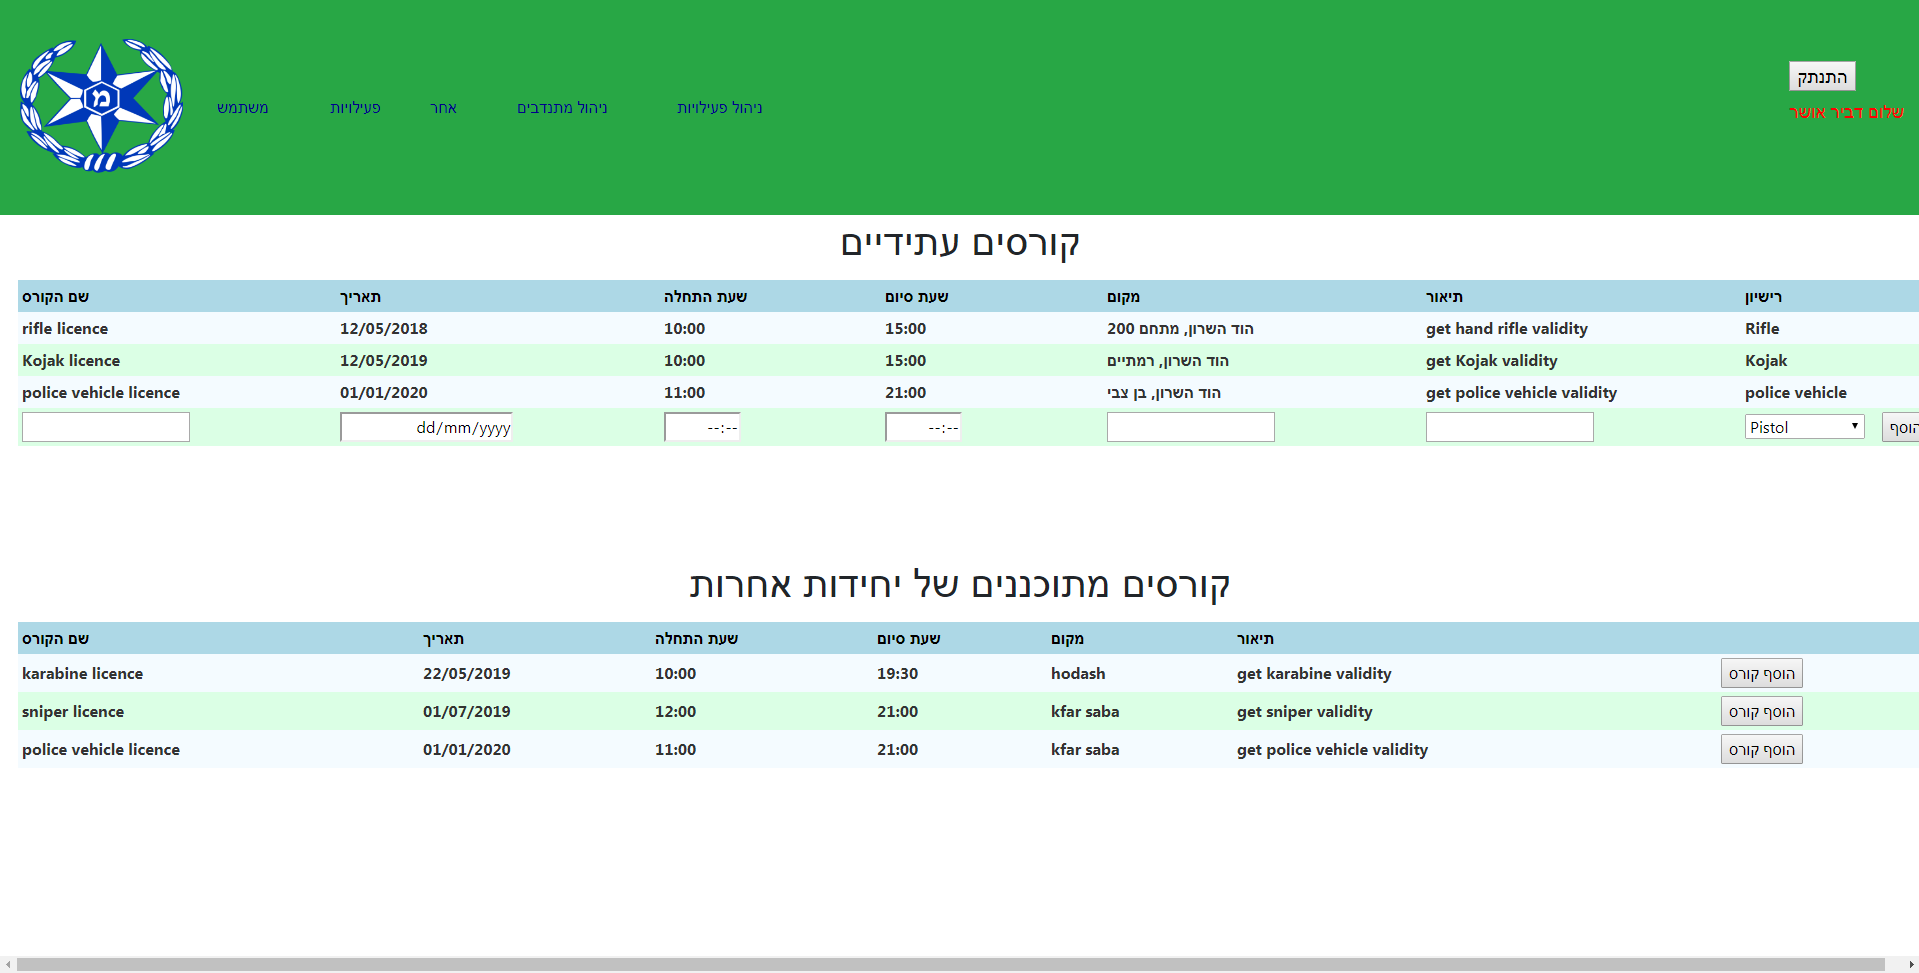 התנתק
שלום דביר אושר
מ
משתמש פעילויות אחר ניהול מתנדבים ניהול פעילויות
קורסים עתידיים
שם הקורס תאריך שעת התחלה שעת סיום מקום תיאור רישיון
rifle licence 12/05/2018 10:00 15:00 הוד השרון, מתחם 200 get hand rifle validity Rifle
Kojak licence 12/05/2019 10:00 15:00 הוד השרון, רמתיים get Kojak validity Kojak
police vehicle licence 01/01/2020 11:00 21:00 הוד השרון, בן צבי get police vehicle validity police vehicle
dd/mm/yyyy --:-- --:-- Pistol הוסף
קורסים מתוכננים של יחידות אחרות
שם הקורס תאריך שעת התחלה שעת סיום מקום תיאור
karabine licence 22/05/2019 10:00 19:30 hodash get karabine validity הוסף קורס
sniper licence 01/07/2019 12:00 21:00 kfar saba get sniper validity הוסף קורס
police vehicle licence 01/01/2020 11:00 21:00 kfar saba get police vehicle validity הוסף קורס